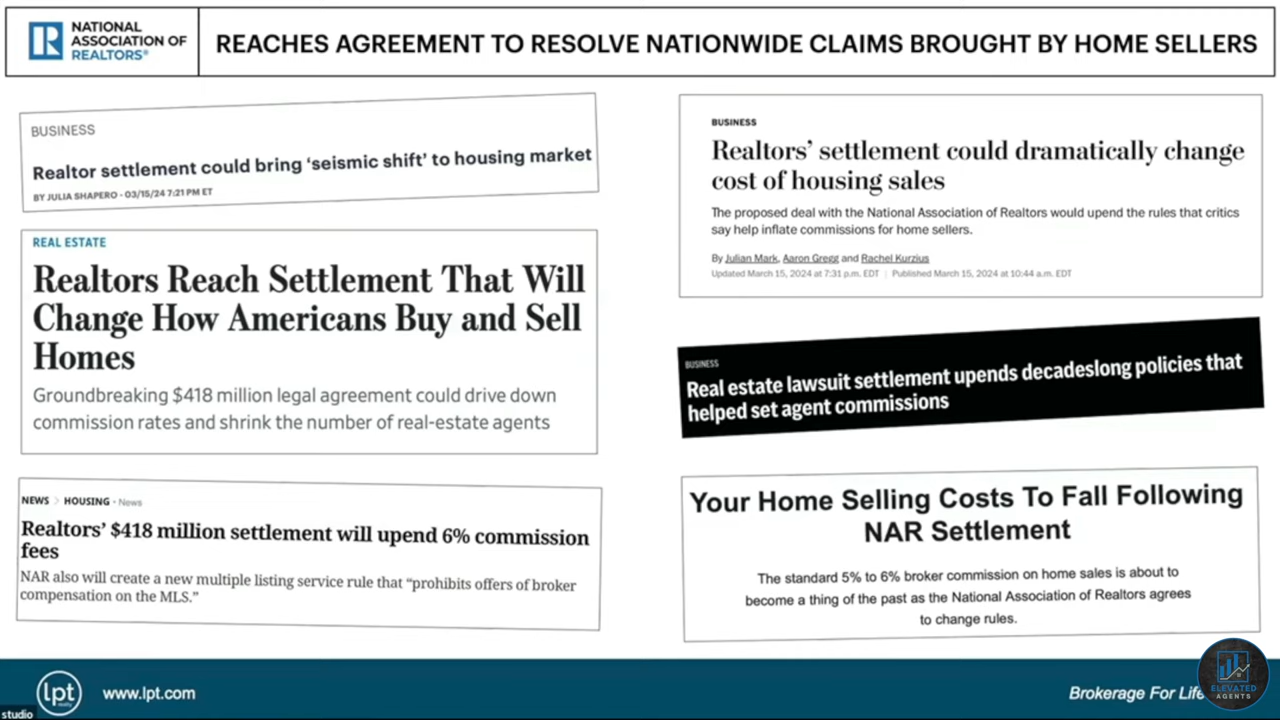 NATIONAL
ASSOCIATION OF
REALTORS®
REACHES AGREEMENT TO RESOLVE NATIONWIDE CLAIMS BROUGHT BY HOME SELLERS
BUSINESS
Realtor settlement could bring ‘seismic shift’ to housing market
BY JULIA SHAPERO - 03/15/24 7:21 PM ET
REAL ESTATE
Realtors Reach Settlement That Will
Change How Americans Buy and Sell
Homes
Groundbreaking $418 million legal agreement could drive down
commission rates and shrink the number of real-estate agents
NEWS > HOUSING • News
Realtors’ $418 million settlement will upend 6% commission
fees
NAR also will create a new multiple listing service rule that “prohibits offers of broker
compensation on the MLS.”
BUSINESS
Realtors’ settlement could dramatically change
cost of housing sales
The proposed deal with the National Association of Realtors would upend the rules that critics
say help inflate commissions for home sellers.
By Julian Mark, Aaron Gregg and Rachel Kurzius
Updated March 15, 2024 at 7:31 p.m. EDT | Published March 15, 2024 at 10:44 a.m. EDT
BUSINESS
Real estate lawsuit settlement upends decadeslong policies that
helped set agent commissions
Your Home Selling Costs To Fall Following
NAR Settlement
The standard 5% to 6% broker commission on home sales is about to
become a thing of the past as the National Association of Realtors agrees
to change rules.
lpt
realty
www.lpt.com
Brokerage For Life
ELEVATED
AGENTS
studio